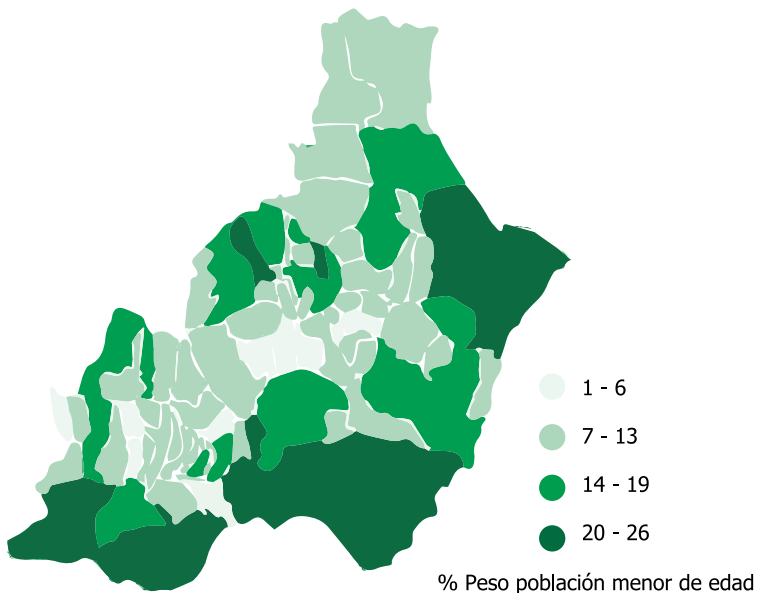 1 - 6
7 - 13
14 - 19
20 - 26
% Peso población menor de edad